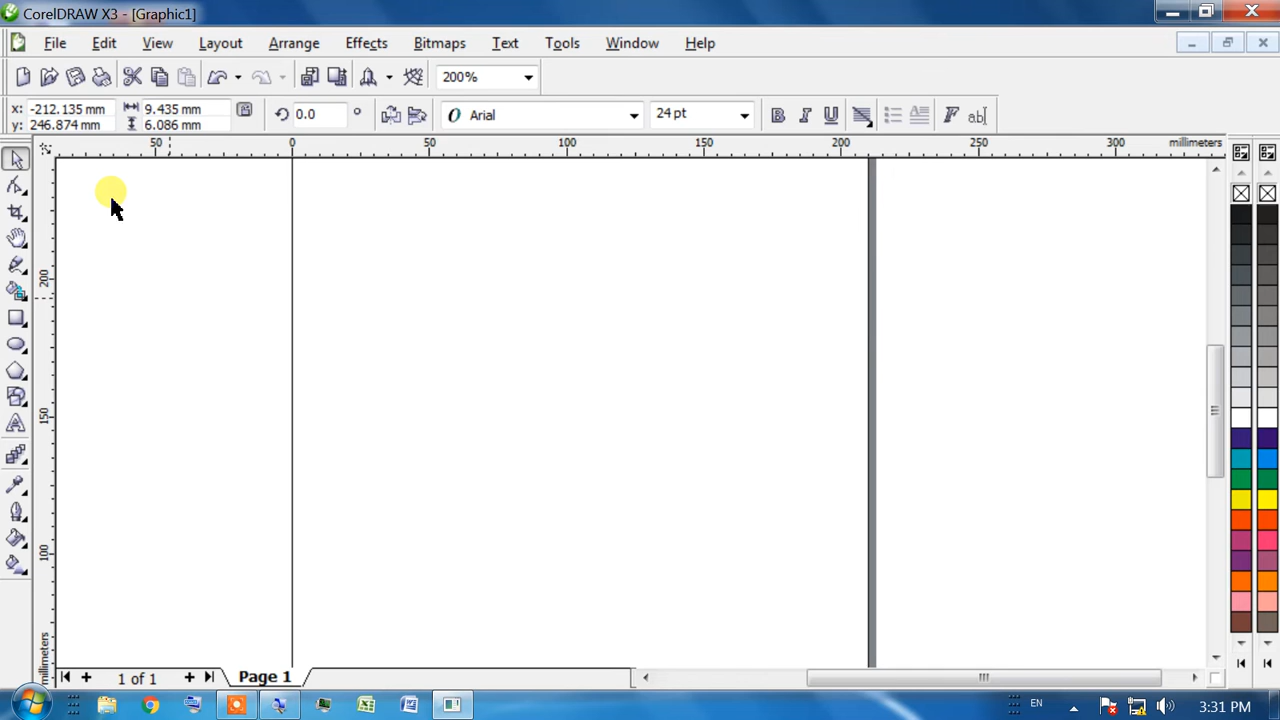 CorelDRAW X3 - [Graphic1]
File Edit View Layout Arrange Effects Bitmaps Text Tools Window Help
200%
x: -212.135 mm 9.435 mm 0.0 ° O Arial 24 pt B I U F ab
y: 246.874 mm 6.086 mm
50 0 50 100 150 200 250 300 millimeters
200
150
100
millimeters
1 of 1 Page 1
EN 3:31 PM